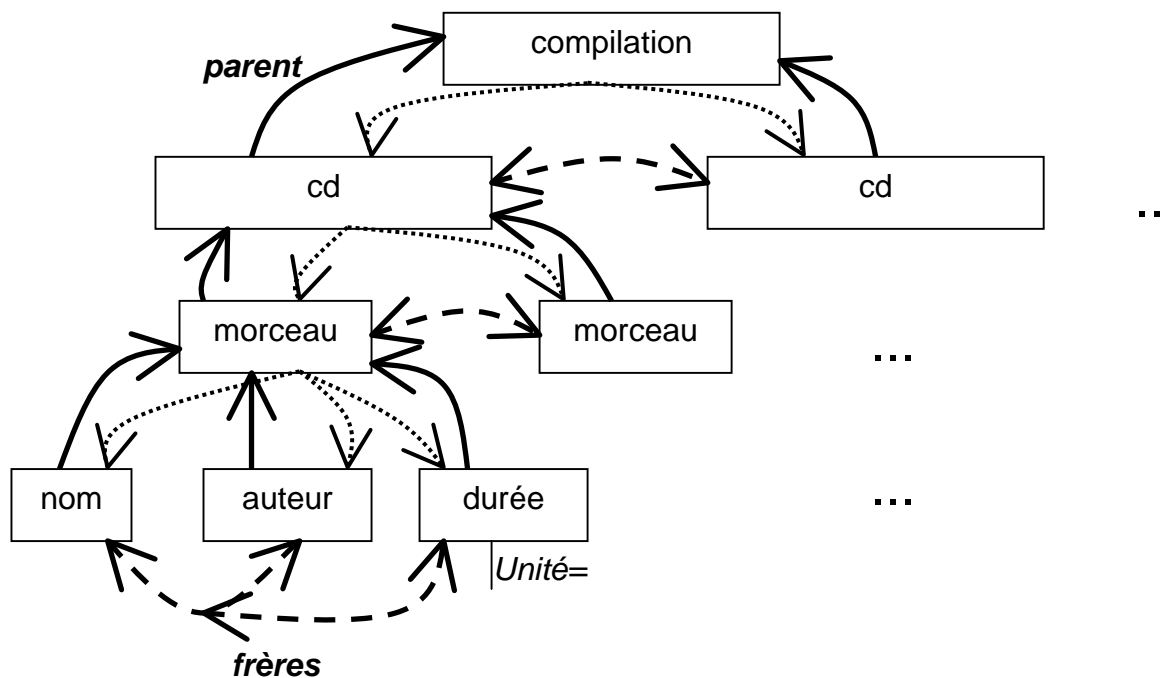 compilation
parent
cd
cd
..
morceau
morceau
...
nom
auteur
durée
...
Unité=
frères